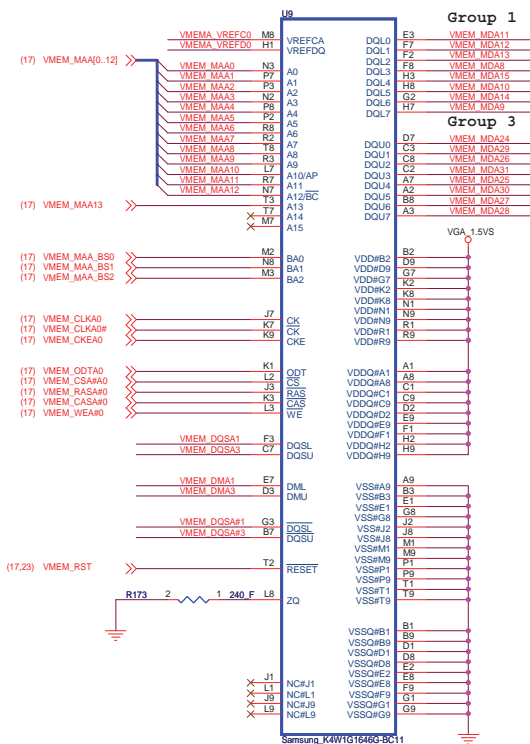 U9
Group 1
VMEMA_VREFC0 M8 VREFCA DQL0 E3 VMEM_MDA11
VMEMA_VREFD0 H1 VREFDQ DQL1 F7 VMEM_MDA12
DQL2 F2 VMEM_MDA13
(17) VMEM_MAA[0..12] DQL3 F8 VMEM_MDA8
VMEM_MAA0 N3 A0 DQL4 H3 VMEM_MDA15
VMEM_MAA1 P7 A1 DQL5 H8 VMEM_MDA10
VMEM_MAA2 P3 A2 DQL6 G2 VMEM_MDA14
VMEM_MAA3 N2 A3 DQL7 H7 VMEM_MDA9
VMEM_MAA4 P8 A4
Group 3
VMEM_MAA5 P2 A5
VMEM_MAA6 R8 A6 DQU0 D7 VMEM_MDA24
VMEM_MAA7 R2 A7 DQU1 C3 VMEM_MDA29
VMEM_MAA8 T8 A8 DQU2 C8 VMEM_MDA26
VMEM_MAA9 R3 A9 DQU3 C2 VMEM_MDA31
VMEM_MAA10 L7 A10/AP DQU4 A7 VMEM_MDA25
VMEM_MAA11 R7 A11 DQU5 A2 VMEM_MDA30
VMEM_MAA12 N7 A12/BC DQU6 B8 VMEM_MDA27
(17) VMEM_MAA13 T3 A13 DQU7 A3 VMEM_MDA28
T7 A14
M7 A15
VGA_1.5VS
(17) VMEM_MAA_BS0 M2 BA0 VDD#B2 B2
(17) VMEM_MAA_BS1 N8 BA1 VDD#D9 D9
(17) VMEM_MAA_BS2 M3 BA2 VDD#G7 G7
VDD#K2 K2
VDD#K8 K8
VDD#N1 N1
(17) VMEM_CLKA0 J7 CK VDD#N9 N9
(17) VMEM_CLKA0# K7 CK VDD#R1 R1
(17) VMEM_CKEA0 K9 CKE VDD#R9 R9
(17) VMEM_ODTA0 K1 ODT VDDQ#A1 A1
(17) VMEM_CSA#A0 L2 CS VDDQ#A8 A8
(17) VMEM_RASA#0 J3 RAS VDDQ#C1 C1
(17) VMEM_CASA#0 K3 CAS VDDQ#C9 C9
(17) VMEM_WEA#0 L3 WE VDDQ#D2 D2
VDDQ#E9 E9
VDDQ#F1 F1
VMEM_DQSA1 F3 DQSL VDDQ#H2 H2
VMEM_DQSA3 C7 DQSU VDDQ#H9 H9
VMEM_DMA1 E7 DML VSS#A9 A9
VMEM_DMA3 D3 DMU VSS#B3 B3
VSS#E1 E1
VSS#G8 G8
VMEM_DQSA#1 G3 DQSL VSS#J2 J2
VMEM_DQSA#3 B7 DQSU VSS#J8 J8
VSS#M1 M1
VSS#M9 M9
(17,23) VMEM_RST T2 RESET VSS#P1 P1
VSS#P9 P9
VSS#T1 T1
R173 2 1 240_F L8 ZQ VSS#T9 T9
VSSQ#B1 B1
VSSQ#B9 B9
VSSQ#D1 D1
VSSQ#D8 D8
VSSQ#E2 E2
J1 NC#J1 VSSQ#E8 E8
L1 NC#L1 VSSQ#F9 F9
J9 NC#J9 VSSQ#G1 G1
L9 NC#L9 VSSQ#G9 G9
Samsung_K4W1G1646G-BC11